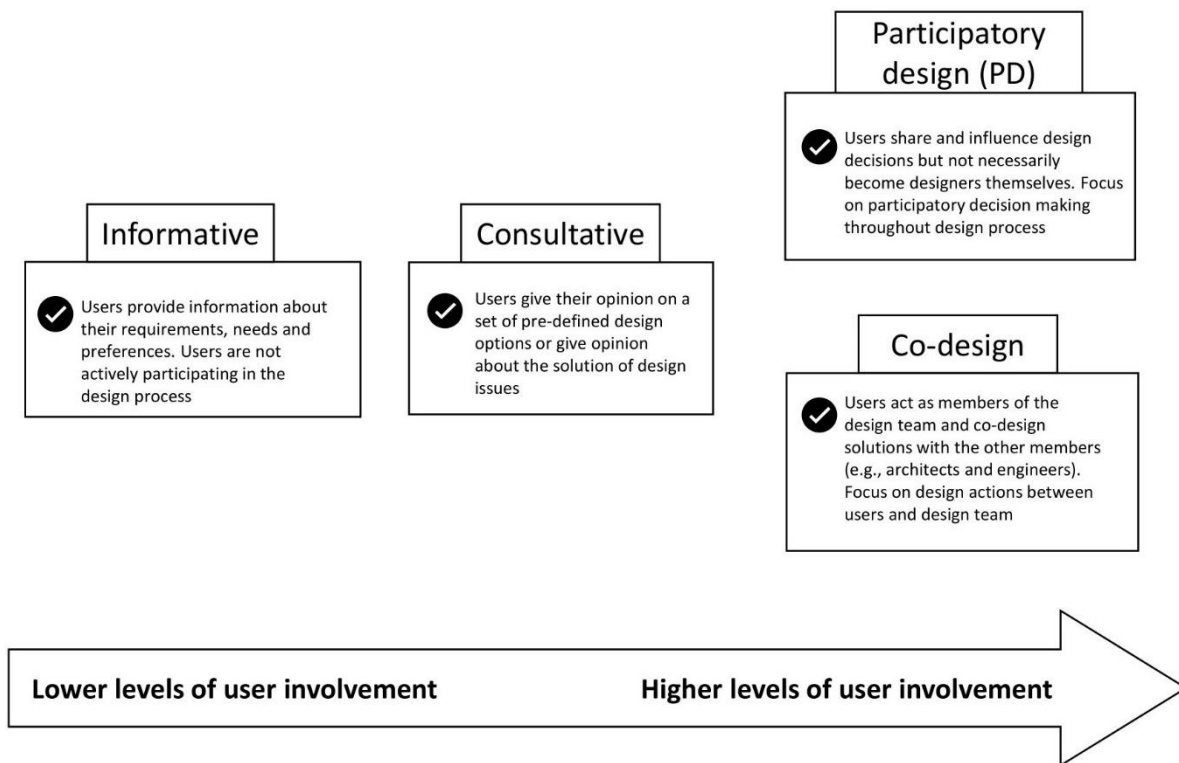 Participatory
design (PD)
Users share and influence design
decisions but not necessarily
become designers themselves. Focus
on participatory decision making
throughout design process
Informative
Users provide information about
their requirements, needs and
preferences. Users are not
actively participating in the
design process
Consultative
Users give their opinion on a
set of pre-defined design
options or give opinion
about the solution of design
issues
Co-design
Users act as members of the
design team and co-design
solutions with the other members
(e.g., architects and engineers).
Focus on design actions between
users and design team
Lower levels of user involvement
Higher levels of user involvement